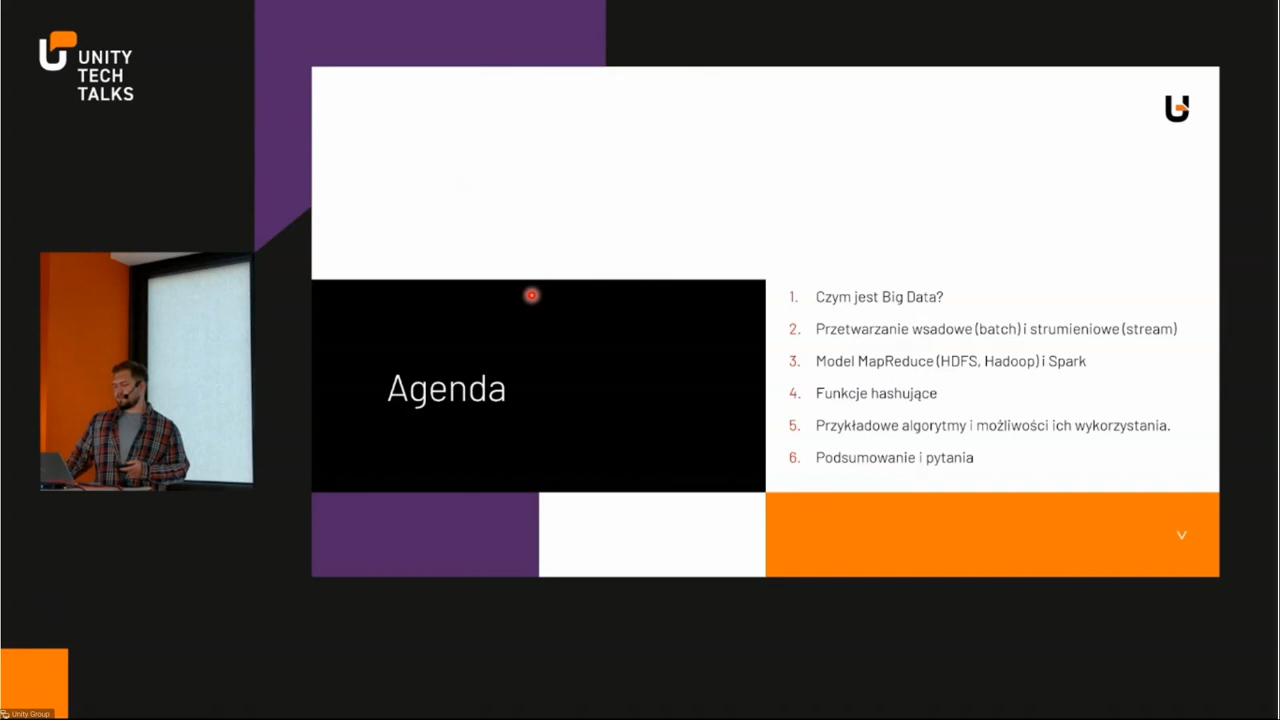 UNITY
TECH
TALKS
Agenda
1. Czym jest Big Data?
2. Przetwarzanie wsadowe (batch) i strumieniowe (stream)
3. Model MapReduce (HDFS, Hadoop) i Spark
4. Funkcje hashujące
5. Przykładowe algorytmy i możliwości ich wykorzystania.
6. Podsumowanie i pytania
Unity Group